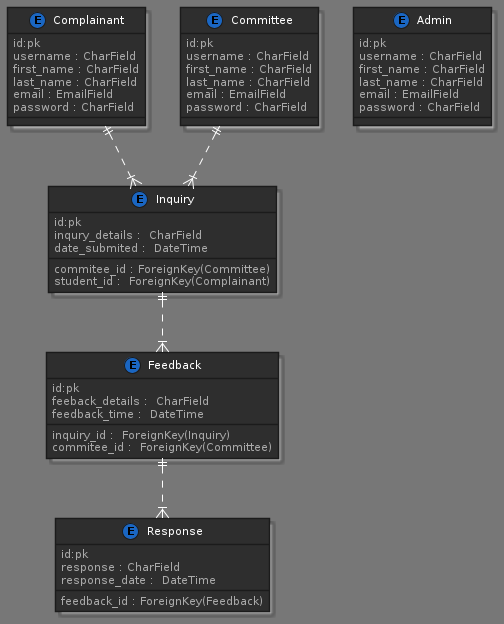 E Complainant
id:pk
username : CharField
first_name : CharField
last_name : CharField
email : EmailField
password : CharField
E Committee
id:pk
username : CharField
first_name : CharField
last_name : CharField
email : EmailField
password : CharField
E Admin
id:pk
username : CharField
first_name : CharField
last_name : CharField
email : EmailField
password : CharField
E Inquiry
id:pk
inqury_details : CharField
date_submited : DateTime
commitee_id : ForeignKey(Committee)
student_id : ForeignKey(Complainant)
E Feedback
id:pk
feeback_details : CharField
feedback_time : DateTime
inquiry_id : ForeignKey(Inquiry)
commitee_id : ForeignKey(Committee)
E Response
id:pk
response : CharField
response_date : DateTime
feedback_id : ForeignKey(Feedback)